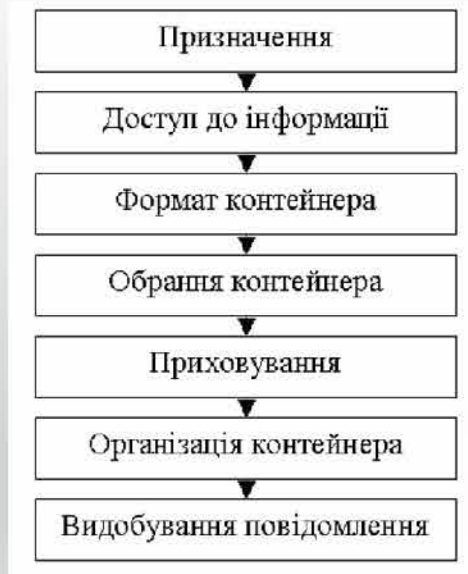 Призначення
Доступ до інформації
Формат контейнера
Обрання контейнера
Приховування
Організація контейнера
Видобування повідомлення